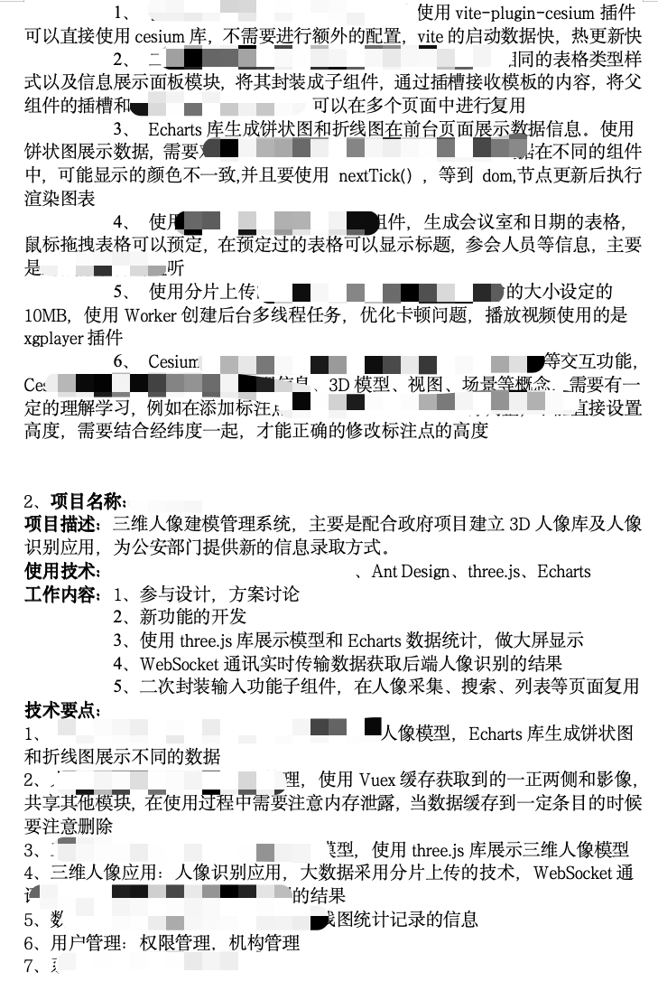 1、 使用 vite-plugin-cesium 插件
可以直接使用 cesium 库，不需要进行额外的配置，vite 的启动数据快，热更新快
2、 同的表格类型样
式以及信息展示面板模块，将其封装成子组件，通过插槽接收模板的内容，将父
组件的插槽和 可以在多个页面中进行复用
3、 Echarts 库生成饼状图和折线图在前台页面展示数据信息。使用
饼状图展示数据，需要 在不同的组件
中，可能显示的颜色不一致,并且要使用 nextTick() ，等到 dom,节点更新后执行
渲染图表
4、 使用 组件，生成会议室和日期的表格，
鼠标拖拽表格可以预定，在预定过的表格可以显示标题，参会人员等信息，主要
是 听
5、 使用分片上传 的大小设定的
10MB，使用 Worker 创建后台多线程任务，优化卡顿问题，播放视频使用的是
xgplayer 插件
6、 Cesium 等交互功能，
Ces 信息、3D 模型、视图、场景等概念，需要有一
定的理解学习，例如在添加标注点 直接设置
高度，需要结合经纬度一起，才能正确的修改标注点的高度
2、项目名称：
项目描述：三维人像建模管理系统，主要是配合政府项目建立 3D 人像库及人像
识别应用，为公安部门提供新的信息录取方式。
使用技术： 、Ant Design、three.js、Echarts
工作内容：1、参与设计，方案讨论
2、新功能的开发
3、使用 three.js 库展示模型和 Echarts 数据统计，做大屏显示
4、WebSocket 通讯实时传输数据获取后端人像识别的结果
5、二次封装输入功能子组件，在人像采集、搜索、列表等页面复用
技术要点：
1、 人像模型，Echarts 库生成饼状图
和折线图展示不同的数据
2、 理，使用 Vuex 缓存获取到的一正两侧和影像，
共享其他模块，在使用过程中需要注意内存泄露，当数据缓存到一定条目的时候
要注意删除
3、 模型，使用 three.js 库展示三维人像模型
4、三维人像应用：人像识别应用，大数据采用分片上传的技术，WebSocket 通
的结果
5、数 线图统计记录的信息
6、用户管理：权限管理，机构管理
7、